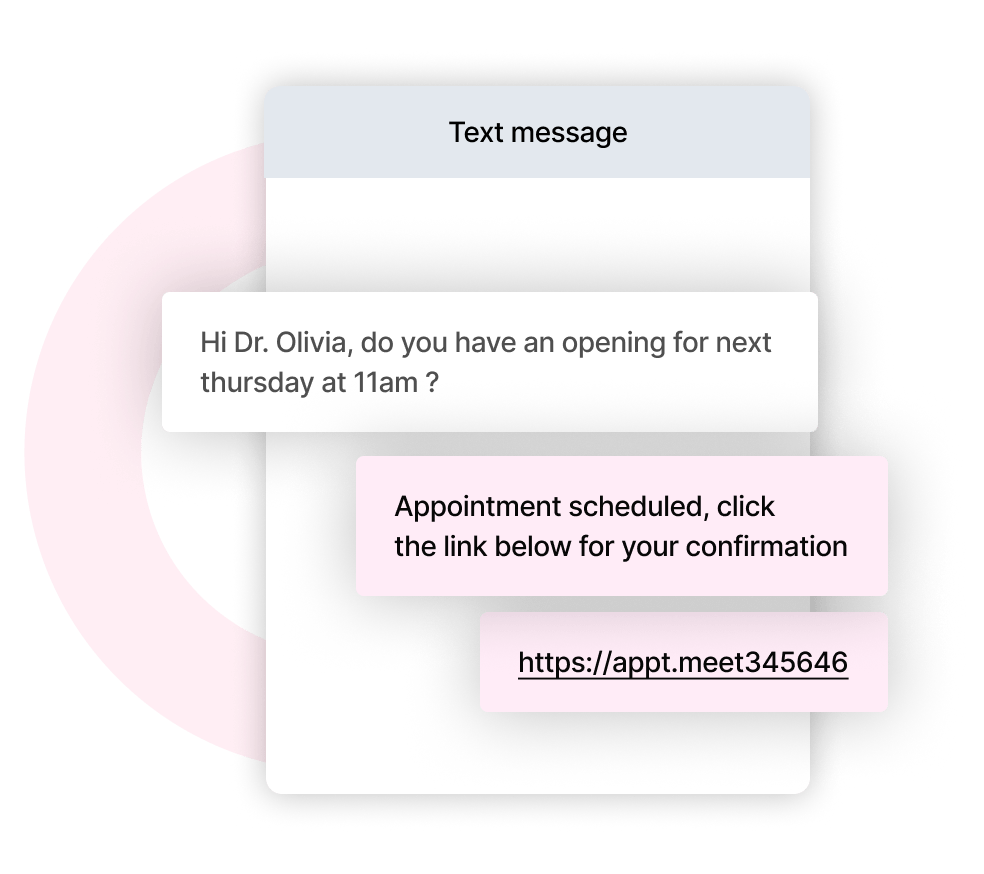 Text message
Hi Dr. Olivia, do you have an opening for next
thursday at 11am ?
Appointment scheduled, click
the link below for your confirmation
https://appt.meet345646